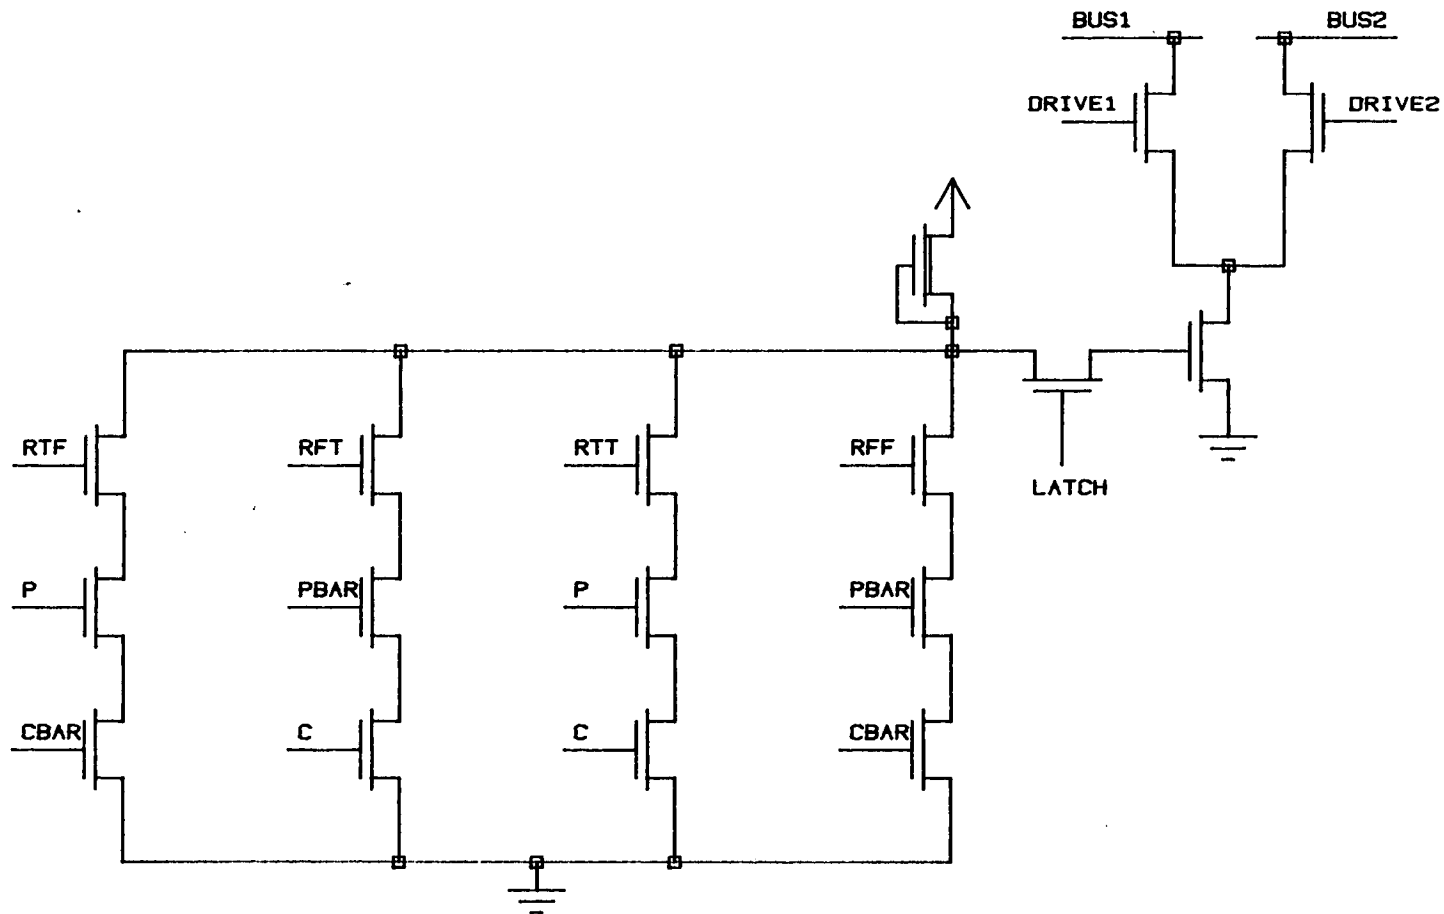 BUS1 BUS2
DRIVE1 DRIVE2
RTF RFT RTT RFF
LATCH
P PBAR P PBAR
CBAR C C CBAR